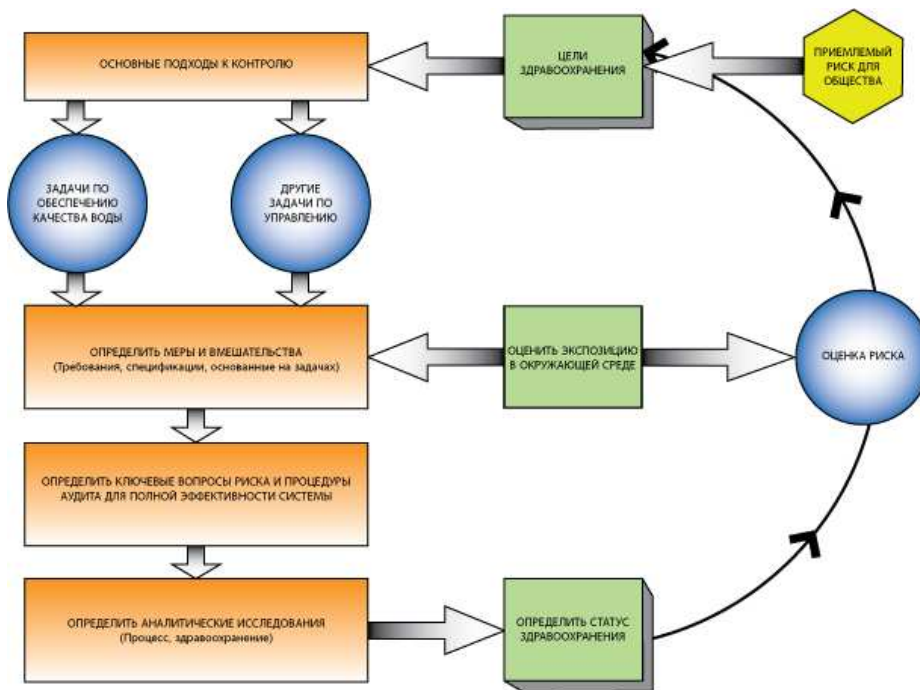 ОСНОВНЫЕ ПОДХОДЫ К КОНТРОЛЮ
ЦЕЛИ
ЗДРАВООХРАНЕНИЯ
ПРИЕМЛЕМЫЙ
РИСК ДЛЯ
ОБЩЕСТВА
ЗАДАЧИ ПО
ОБЕСПЕЧЕНИЮ
КАЧЕСТВА ВОДЫ
ДРУГИЕ
ЗАДАЧИ ПО
УПРАВЛЕНИЮ
ОПРЕДЕЛИТЬ МЕРЫ И ВМЕШАТЕЛЬСТВА
(Требования, спецификации, основанные на задачах)
ОЦЕНИТЬ ЭКСПОЗИЦИЮ
В ОКРУЖАЮЩЕЙ СРЕДЕ
ОЦЕНКА РИСКА
ОПРЕДЕЛИТЬ КЛЮЧЕВЫЕ ВОПРОСЫ РИСКА И ПРОЦЕДУРЫ
АУДИТА ДЛЯ ПОЛНОЙ ЭФФЕКТИВНОСТИ СИСТЕМЫ
ОПРЕДЕЛИТЬ АНАЛИТИЧЕСКИЕ ИССЛЕДОВАНИЯ
(Процесс, здравоохранение)
ОПРЕДЕЛИТЬ СТАТУС
ЗДРАВООХРАНЕНИЯ